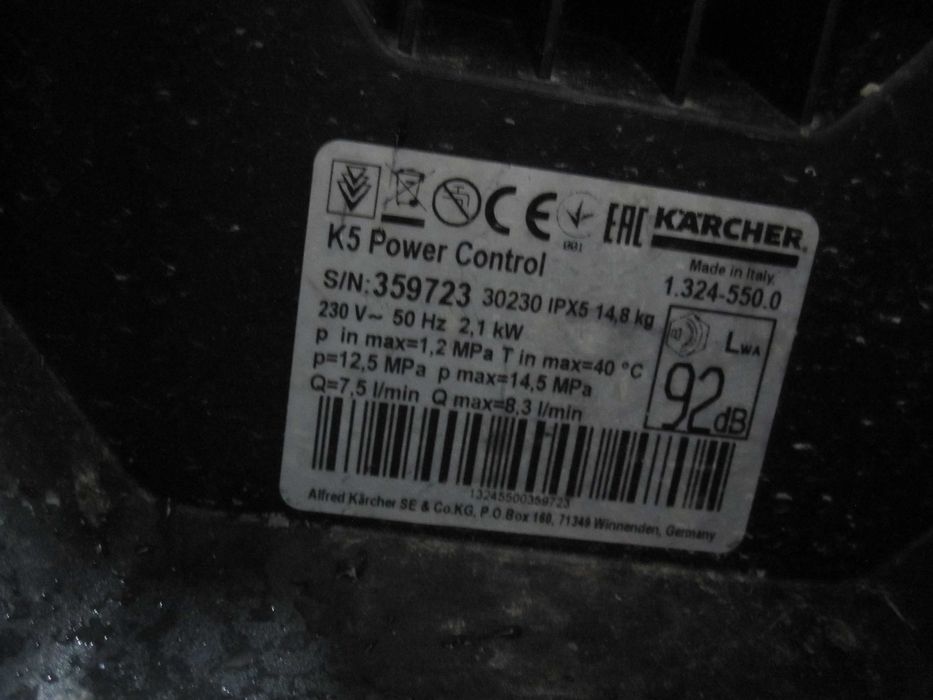 CE
001
EAC
KÄRCHER
K5 Power Control
Made in Italy
1.324-550.0
S/N:359723 30230 IPX5 14,8 kg
230 V~ 50 Hz 2,1 kW
p in max=1,2 MPa T in max=40 °C
p=12,5 MPa p max=14,5 MPa
Q=7,5 l/min Q max=8,3 l/min
LWA
92dB
13245500359723
Alfred Kärcher SE & Co.KG, P.O.Box 160, 71349 Winnenden, Germany